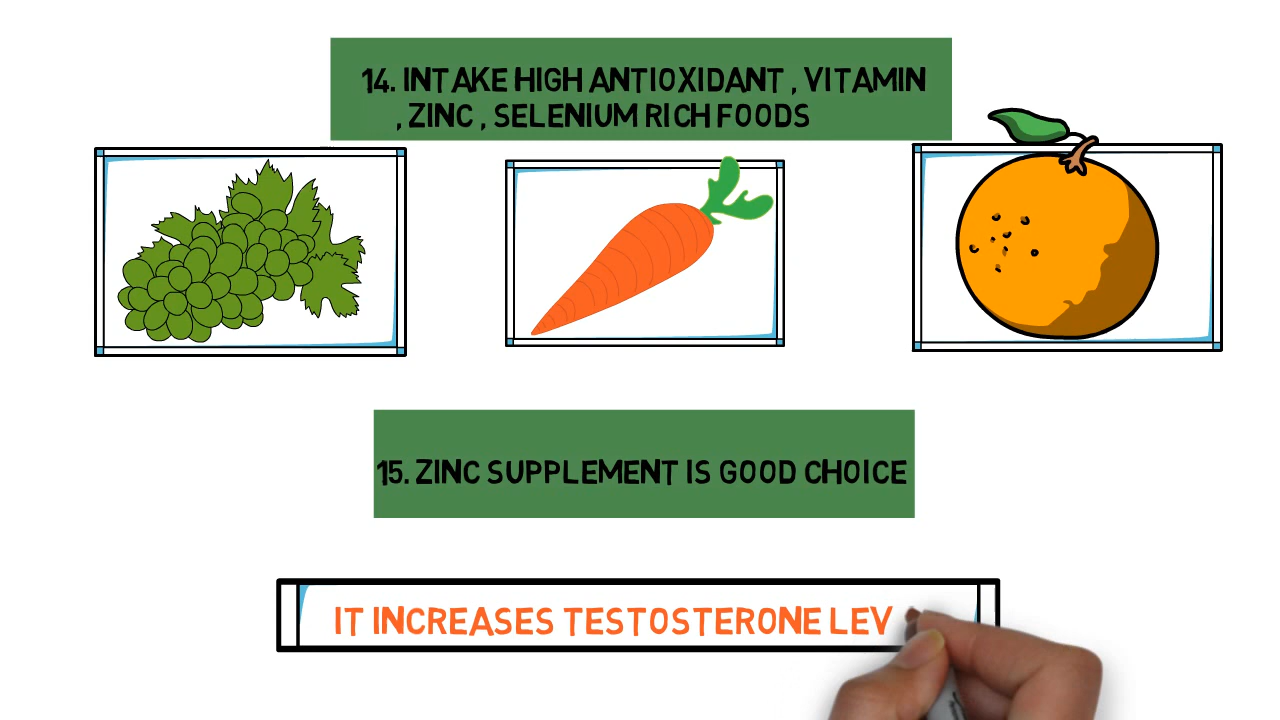 14. INTAKE HIGH ANTIOXIDANT , VITAMIN
, ZINC , SELENIUM RICH FOODS
15. ZINC SUPPLEMENT IS GOOD CHOICE
IT INCREASES TESTOSTERONE LEV